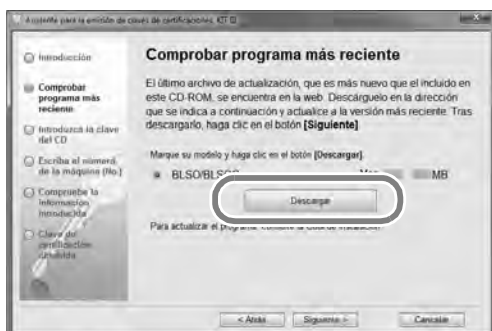 Asistente para la emisión de claves de certificaciones, KIT II
Introducción
Comprobar
programa más
reciente
Introduzca la clave
del CD
Escriba el número
de la máquina (No.)
Compruebe la
información
introducida
Clave de
certificación
obtenida
Comprobar programa más reciente
El último archivo de actualización, que es más nuevo que el incluido en
este CD-ROM, se encuentra en la web. Descárguelo en la dirección
que se indica a continuación y actualice a la versión más reciente. Tras
descargarlo, haga clic en el botón [Siguiente]
Marque su modelo y haga clic en el botón [Descargar].
BLSO/BLSOC MB
Descargar
Para actualizar el programa, consulte la Guía de instalación.
< Atrás Siguiente > Cancelar